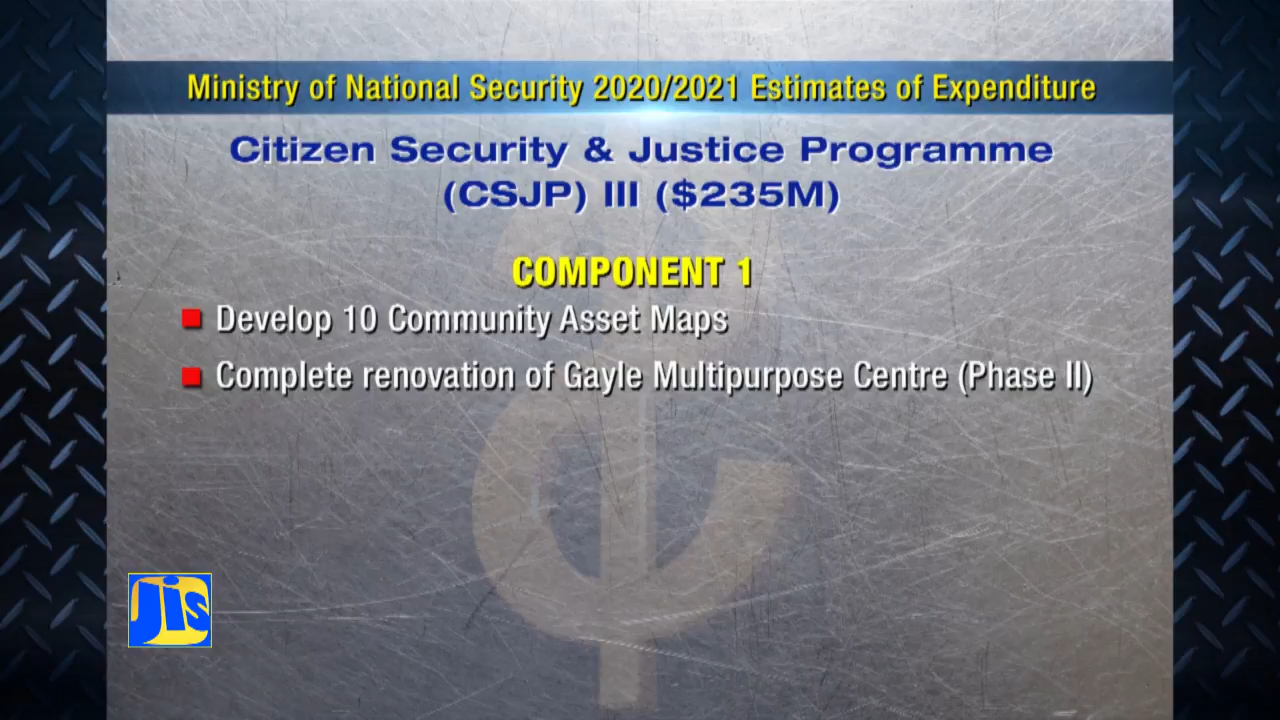 Ministry of National Security 2020/2021 Estimates of Expenditure
Citizen Security & Justice Programme
(CSJP) III ($235M)
COMPONENT 1
Develop 10 Community Asset Maps
Complete renovation of Gayle Multipurpose Centre (Phase II)
Jis